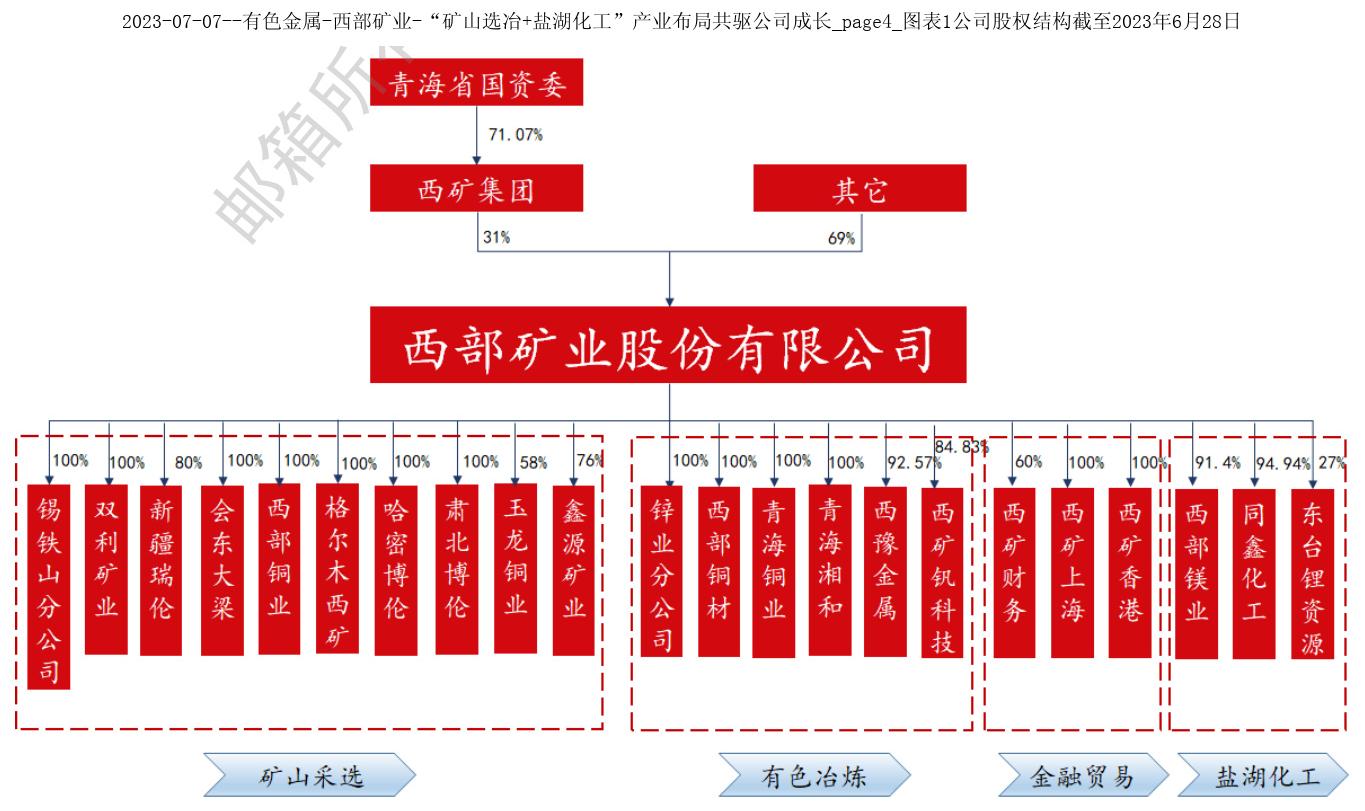 2023-07-07--有色金属-西部矿业-“矿山选冶+盐湖化工”产业布局共驱公司成长_page4_图表1公司股权结构截至2023年6月28日
邮箱所
青海省国资委
71.07%
西矿集团
其它
31%
69%
西部矿业股份有限公司
100%
100%
80%
100%
100%
100%
100%
100%
58%
76%
100%
100%
100%
100%
92.57%
84.83%
60%
100%
100%
91.4%
94.94%
27%
锡铁山分公司
双利矿业
新疆瑞伦
会东大梁
西部铜业
格尔木西矿
哈密博伦
肃北博伦
玉龙铜业
鑫源矿业
锌业分公司
西部铜材
青海铜业
青海湘和
西豫金属
西矿钒科技
西矿财务
西矿上海
西矿香港
西部镁业
同鑫化工
东台锂资源
矿山采选
有色冶炼
金融贸易
盐湖化工